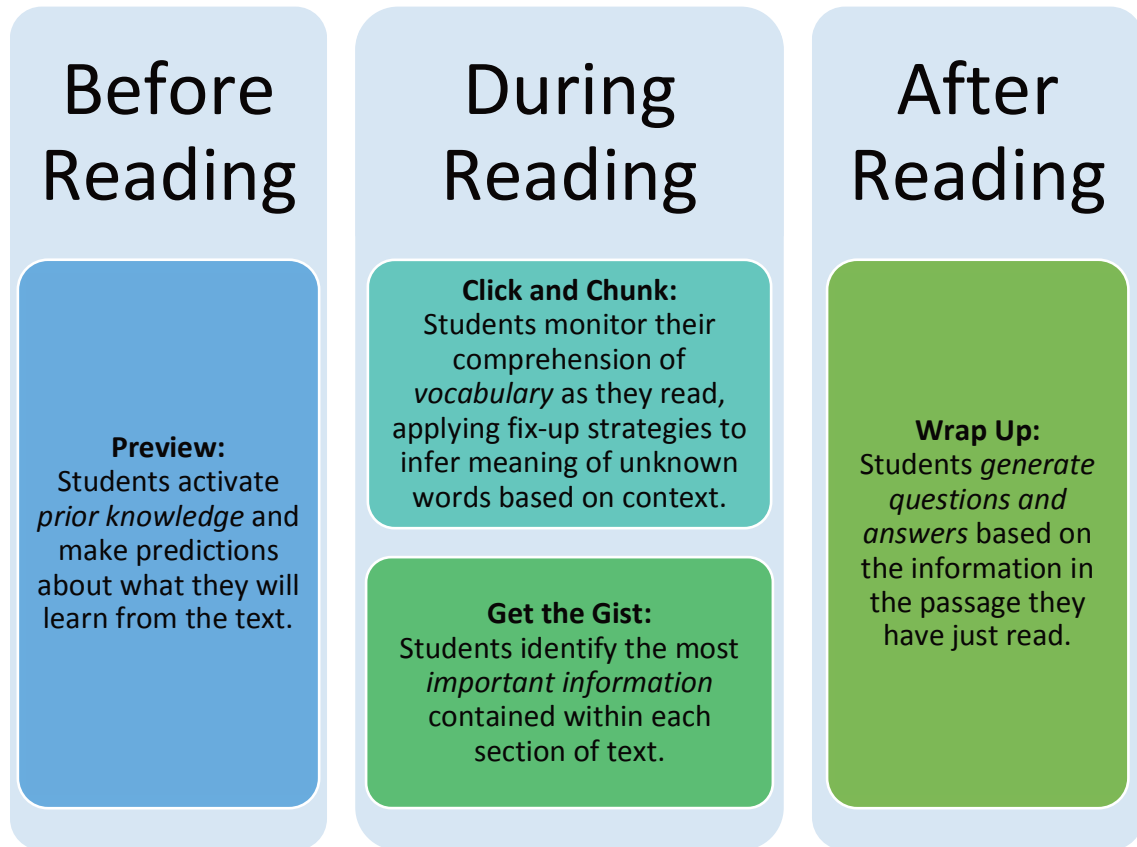 Before
Reading
Preview:
Students activate
prior knowledge and
make predictions
about what they will
learn from the text.
During
Reading
Click and Chunk:
Students monitor their
comprehension of
vocabulary as they read,
applying fix-up strategies to
infer meaning of unknown
words based on context.
Get the Gist:
Students identify the most
important information
contained within each
section of text.
After
Reading
Wrap Up:
Students generate
questions and
answers based on
the information in
the passage they
have just read.